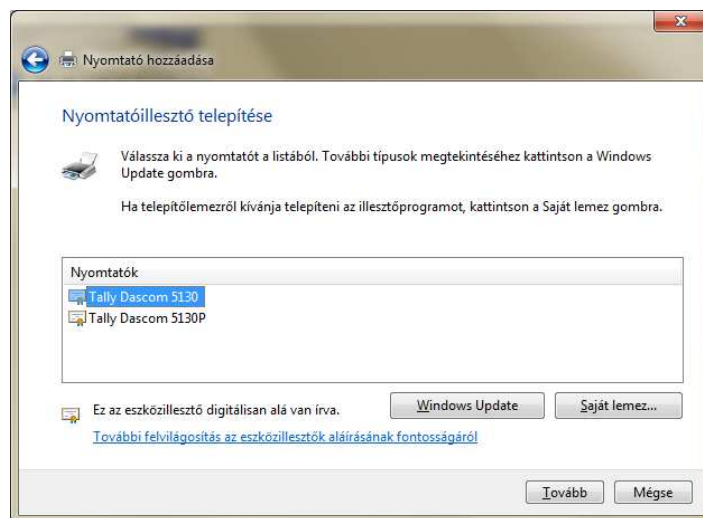 Nyomtató hozzáadása
Nyomtatóillesztő telepítése
Válassza ki a nyomtatót a listából. További típusok megtekintéséhez kattintson a Windows
Update gombra.
Ha telepítőlemezről kívánja telepíteni az illesztőprogramot, kattintson a Saját lemez gombra.
Nyomtatók
Tally Dascom 5130
Tally Dascom 5130P
Ez az eszközillesztő digitálisan alá van írva.
Windows Update
Saját lemez...
További felvilágosítás az eszközillesztők aláírásának fontosságáról
Tovább
Mégse